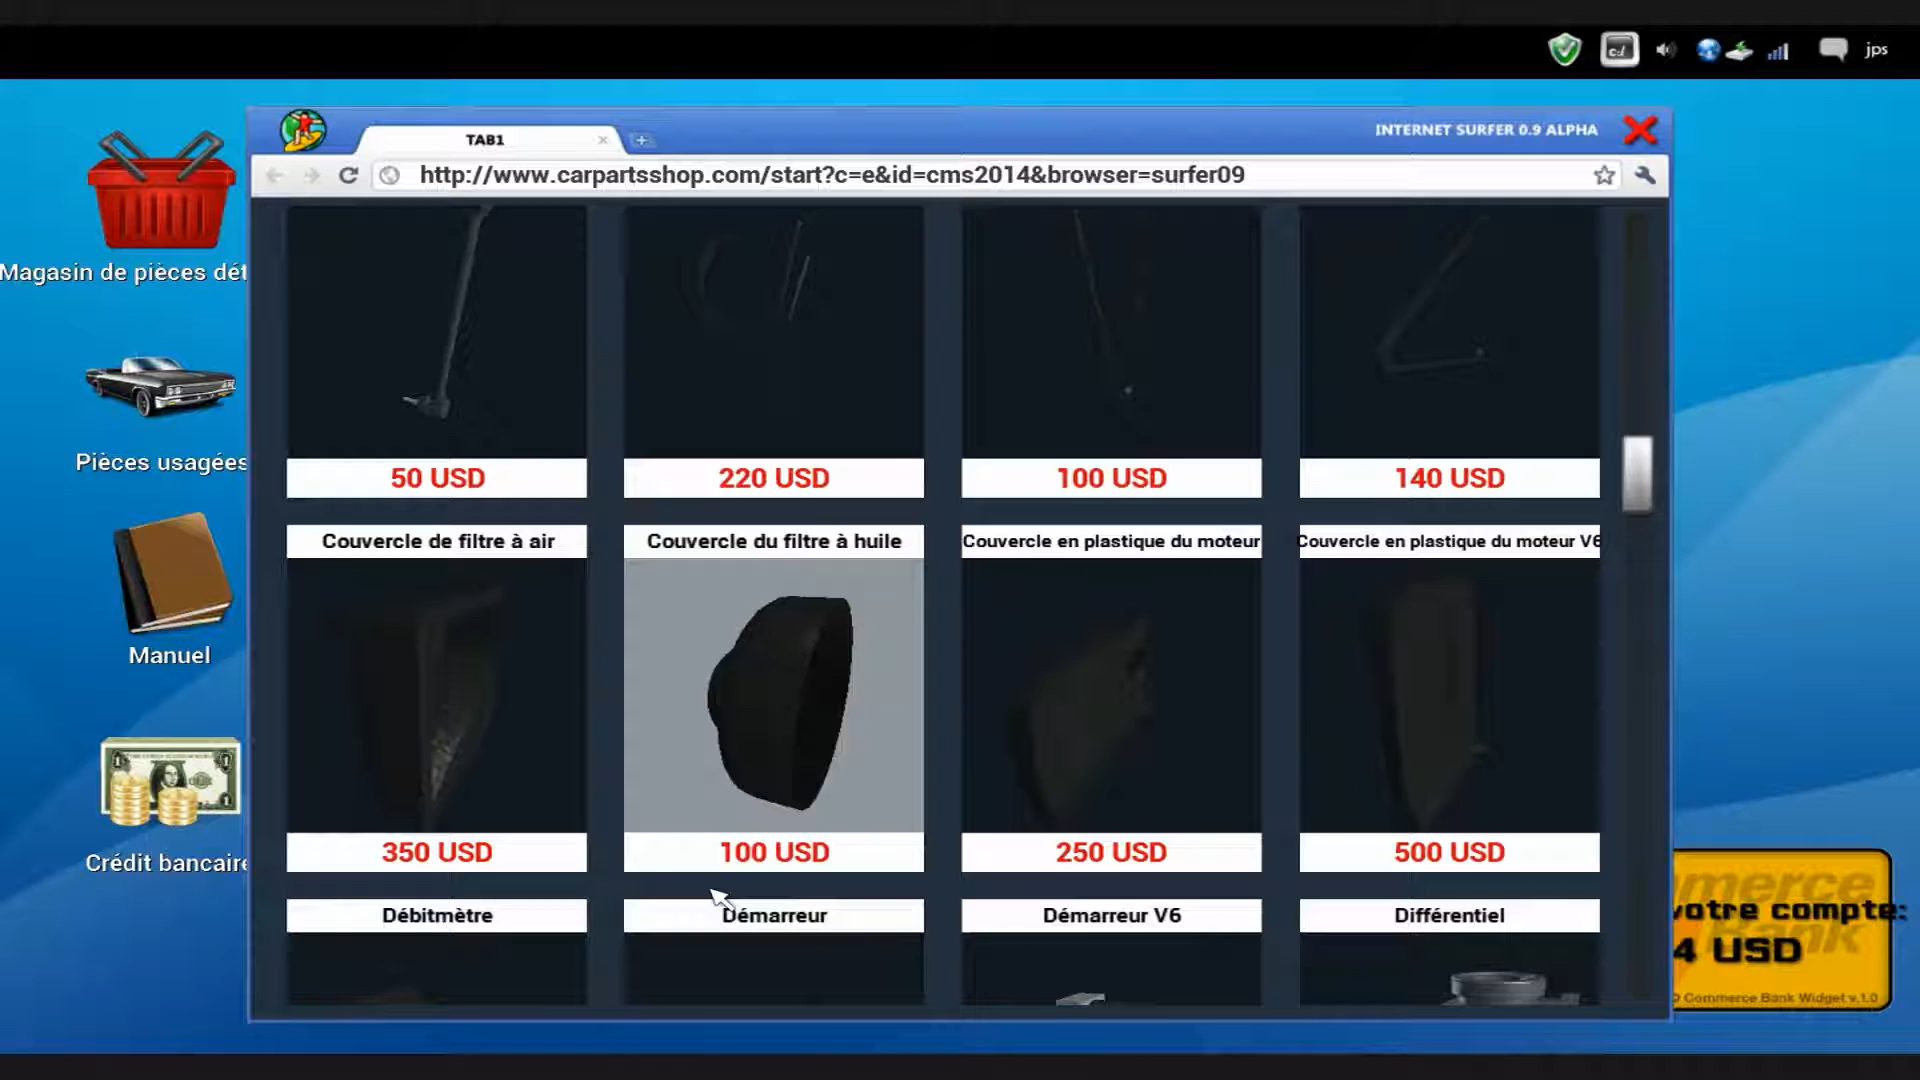 jps
TAB1
INTERNET SURFER 0.9 ALPHA
http://www.carpartsshop.com/start?c=e&id=cms2014&browser=surfer09
Magasin de pièces dét
Pièces usagées
Manuel
Crédit bancaire
50 USD
220 USD
100 USD
140 USD
Couvercle de filtre à air
Couvercle du filtre à huile
Couvercle en plastique du moteur
Couvercle en plastique du moteur V6
350 USD
100 USD
250 USD
500 USD
Débitmètre
Démarreur
Démarreur V6
Différentiel
mmerce
Bank
votre compte:
4 USD
Commerce Bank Widget v.1.0